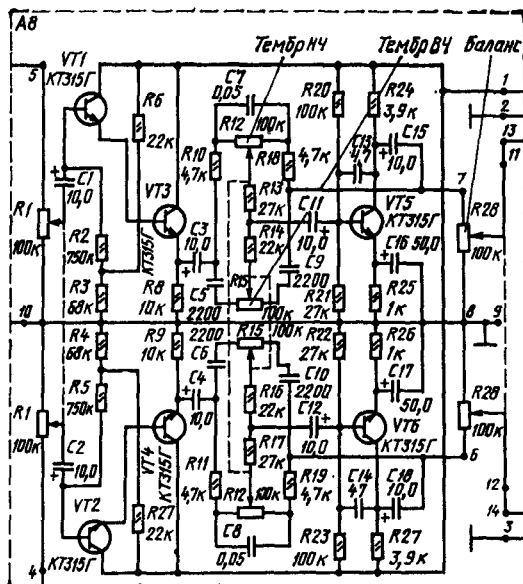 А8
Тембр НЧ
Тембр ВЧ
Баланс
VT1
КТ315Г
5
R6
22к
C7
0,05
R12
100к
R20
100к
R24
3,9к
1
2
C13
4,7
C15
10,0
13
11
R10
4,7к
R18
4,7к
C1
10,0
VT3
КТ315Г
R13
27к
C11
10,0
VT5
КТ315Г
7
R1
100к
R2
750к
C3
10,0
R14
22к
C9
2200
C16
50,0
R28
100к
R3
68к
R8
10к
C5
2200
R15
100к
R21
27к
R25
1к
10
8
9
R4
68к
R9
10к
2200
C6
R15
100к
R22
27к
R26
1к
R5
750к
C4
10,0
R16
22к
C10
2200
C17
50,0
R28
100к
R1
100к
VT4
КТ315Г
R17
27к
C12
10,0
VT6
КТ315Г
6
C2
10,0
R11
4,7к
R12
100к
R19
4,7к
C14
4,7
C18
10,0
12
14
VT2
КТ315Г
R27
22к
C8
0,05
R23
100к
R27
3,9к
3
4